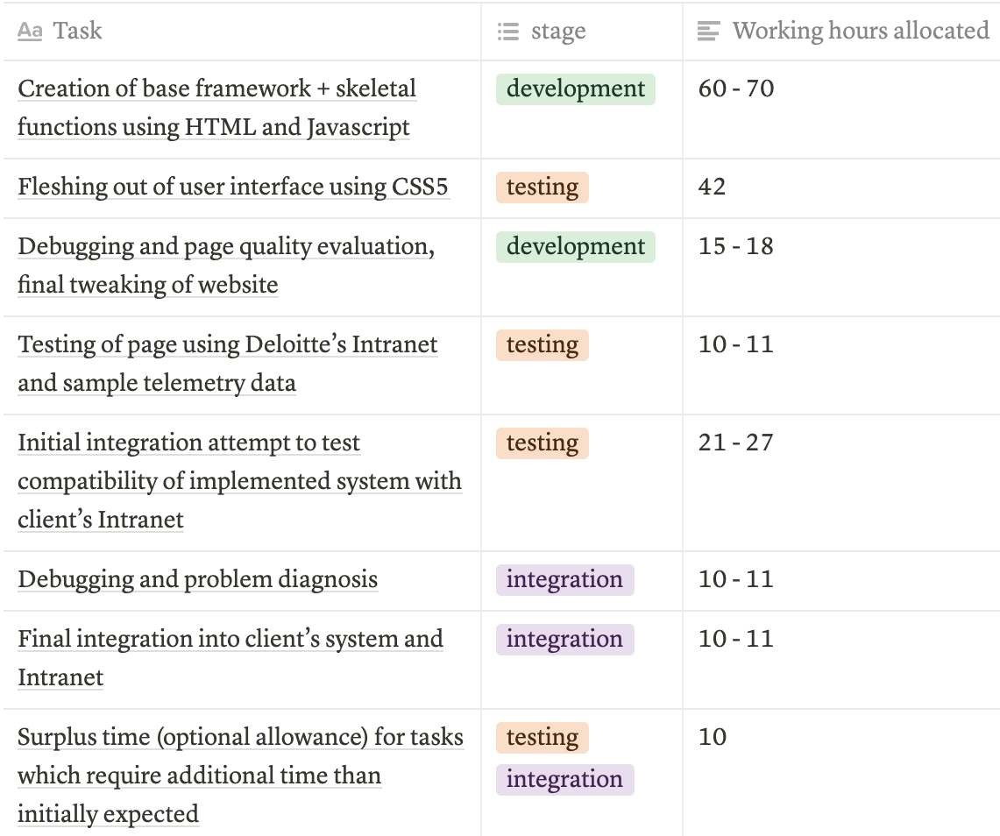 Aa Task stage Working hours allocated
Creation of base framework + skeletal development 60 - 70
functions using HTML and Javascript
Fleshing out of user interface using CSS5 testing 42
Debugging and page quality evaluation, development 15 - 18
final tweaking of website
Testing of page using Deloitte’s Intranet testing 10 - 11
and sample telemetry data
Initial integration attempt to test testing 21 - 27
compatibility of implemented system with
client’s Intranet
Debugging and problem diagnosis integration 10 - 11
Final integration into client’s system and integration 10 - 11
Intranet
Surplus time (optional allowance) for tasks testing 10
which require additional time than integration
initially expected